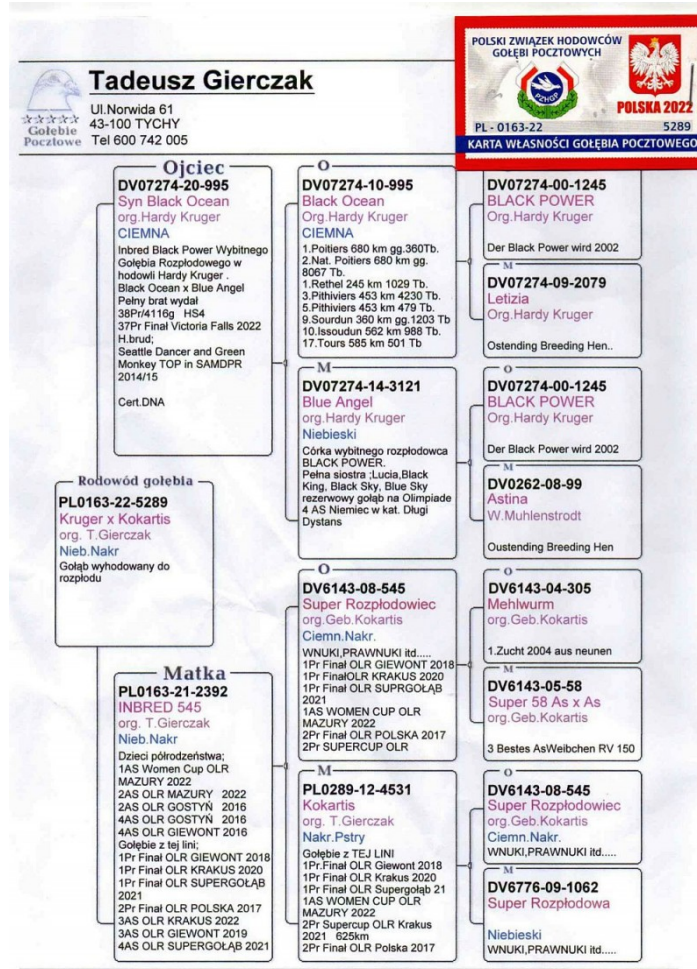 Tadeusz Gierczak
Ul.Norwida 61
43-100 TYCHY
Tel 600 742 005
Gołębie
Pocztowe
POLSKI ZWIĄZEK HODOWCÓW
GOŁĘBI POCZTOWYCH
PZHGP
POLSKA 2022
PL - 0163-22 5289
KARTA WŁASNOŚCI GOŁĘBIA POCZTOWEGO
Rodowód gołębia
PL0163-22-5289
Kruger x Kokartis
org. T.Gierczak
Nieb.Nakr
Gołąb wyhodowany do
rozpłodu
Ojciec
DV07274-20-995
Syn Black Ocean
org.Hardy Kruger
CIEMNA
Inbred Black Power Wybitnego
Gołębia Rozpłodowego w
hodowli Hardy Kruger .
Black Ocean x Blue Angel
Pełny brat wydał
38Pr/4116g HS4
37Pr Finał Victoria Falls 2022
H.brud;
Seattle Dancer and Green
Monkey TOP in SAMDPR
2014/15
Cert.DNA
Matka
PL0163-21-2392
INBRED 545
org. T.Gierczak
Nieb.Nakr
Dzieci półrodzeństwa;
1AS Women Cup OLR
MAZURY 2022
2AS OLR MAZURY 2022
2AS OLR GOSTYŃ 2016
4AS OLR GOSTYŃ 2016
4AS OLR GIEWONT 2016
Gołębie z tej lini;
1Pr Finał OLR GIEWONT 2018
1Pr Finał OLR KRAKUS 2020
1Pr Finał OLR SUPERGOŁĄB
2021
2Pr Finał OLR POLSKA 2017
3AS OLR KRAKUS 2022
3AS OLR GIEWONT 2019
4AS OLR SUPERGOŁĄB 2021
O
DV07274-10-995
Black Ocean
Org.Hardy Kruger
CIEMNA
1.Poitiers 680 km gg.360Tb.
2.Nat. Poitiers 680 km gg.
8067 Tb.
1.Rethel 245 km 1029 Tb.
3.Pithiviers 453 km 4230 Tb.
5.Pithiviers 453 km 479 Tb.
9.Sourdun 360 km gg.1203 Tb
10.Issoudun 562 km 988 Tb.
17.Tours 585 km 501 Tb
M
DV07274-14-3121
Blue Angel
org.Hardy Kruger
Niebieski
Córka wybitnego rozpłodowca
BLACK POWER.
Pełna siostra ;Lucia,Black
King, Black Sky, Blue Sky
rezerwowy gołąb na Olimpiade
4 AS Niemiec w kat. Długi
Dystans
O
DV6143-08-545
Super Rozpłodowiec
org.Geb.Kokartis
Ciemn.Nakr.
WNUKI,PRAWNUKI itd.....
1Pr Finał OLR GIEWONT 2018
1Pr FinałOLR KRAKUS 2020
1Pr Finał OLR SUPRGOŁĄB
2021
1AS WOMEN CUP OLR
MAZURY 2022
2Pr Finał OLR POLSKA 2017
2Pr SUPERCUP OLR
M
PL0289-12-4531
Kokartis
org. T.Gierczak
Nakr.Pstry
Gołębie z TEJ LINI
1Pr.Finał OLR Giewont 2018
1Pr Finał OLR Krakus 2020
1Pr Finał OLR Supergołąb 21
1AS WOMEN CUP OLR
MAZURY 2022
2Pr Supercup OLR Krakus
2021 625km
2Pr Finał OLR Polska 2017
DV07274-00-1245
BLACK POWER
Org.Hardy Kruger
Der Black Power wird 2002
M
DV07274-09-2079
Letizia
Org.Hardy Kruger
Ostending Breeding Hen..
O
DV07274-00-1245
BLACK POWER
Org.Hardy Kruger
Der Black Power wird 2002
M
DV0262-08-99
Astina
W.Muhlenstrodt
Oustending Breeding Hen
O
DV6143-04-305
Mehlwurm
org.Geb.Kokartis
1.Zucht 2004 aus neunen
M
DV6143-05-58
Super 58 As x As
org.Geb.Kokartis
3 Bestes AsWeibchen RV 150
O
DV6143-08-545
Super Rozpłodowiec
org.Geb.Kokartis
Ciemn.Nakr.
WNUKI,PRAWNUKI itd.....
M
DV6776-09-1062
Super Rozpłodowa
Niebieski
WNUKI,PRAWNUKI itd.....